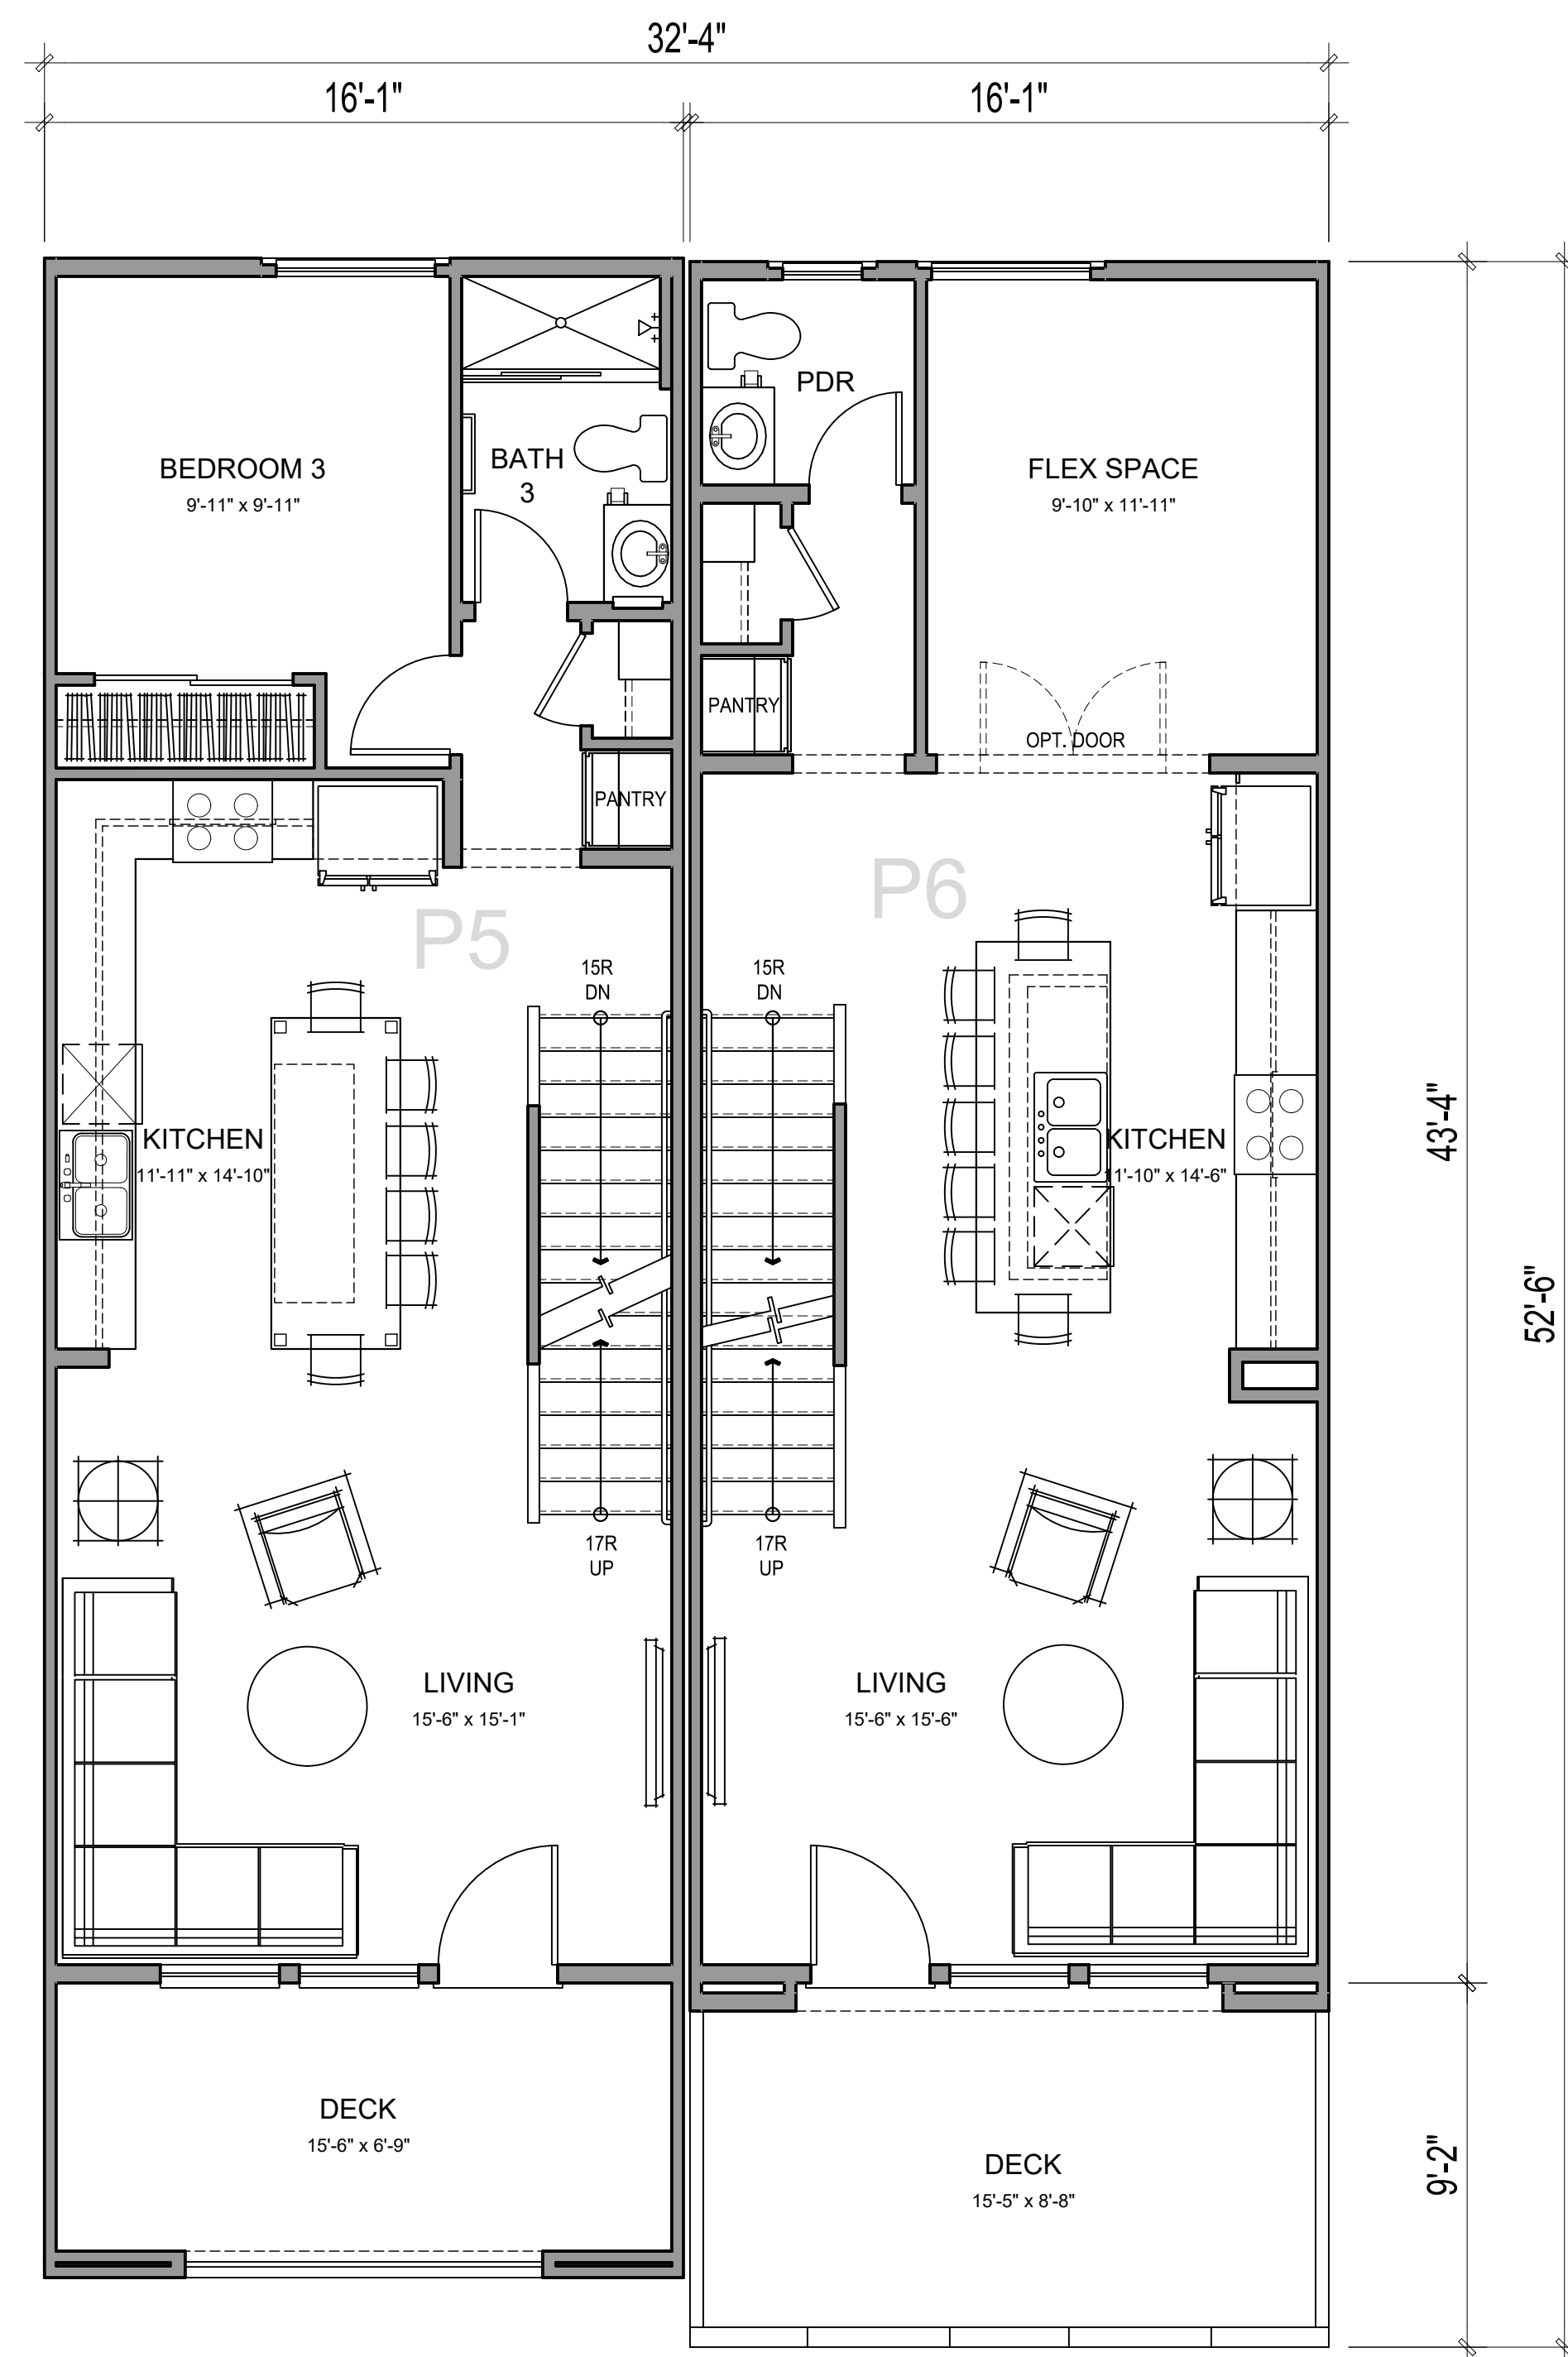 32'-4"
16'-1"
16'-1"
BEDROOM 3
9'-11" x 9'-11"
BATH
3
PDR
FLEX SPACE
9'-10" x 11'-11"
PANTRY
OPT. DOOR
PANTRY
P5
P6
15R
DN
15R
DN
KITCHEN
11'-11" x 14'-10"
KITCHEN
11'-10" x 14'-6"
43'-4"
52'-6"
17R
UP
17R
UP
LIVING
15'-6" x 15'-1"
LIVING
15'-6" x 15'-6"
DECK
15'-6" x 6'-9"
DECK
15'-5" x 8'-8"
9'-2"